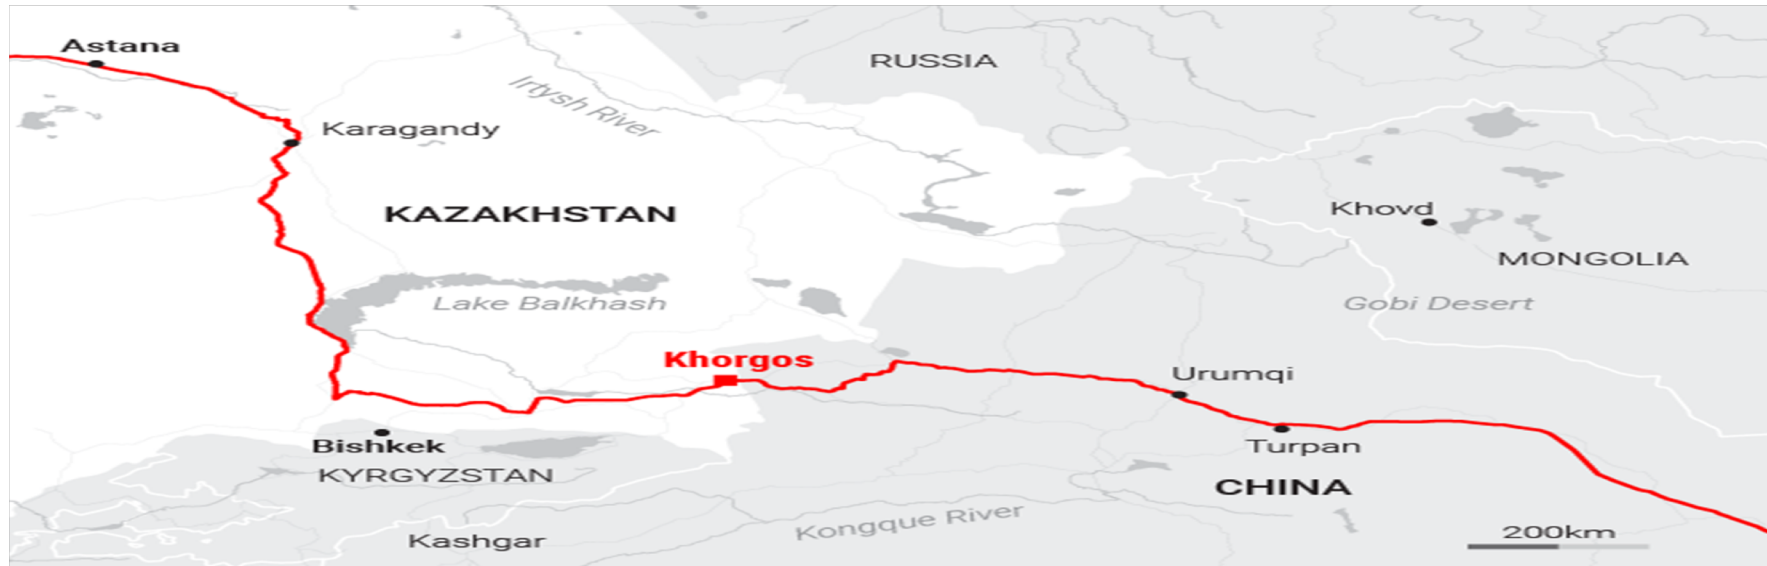 Astana
RUSSIA
Irtysh River
Karagandy
KAZAKHSTAN
Khovd
MONGOLIA
Lake Balkhash
Gobi Desert
Khorgos
Urumqi
Bishkek
Turpan
KYRGYZSTAN
CHINA
Kongque River
Kashgar
200km